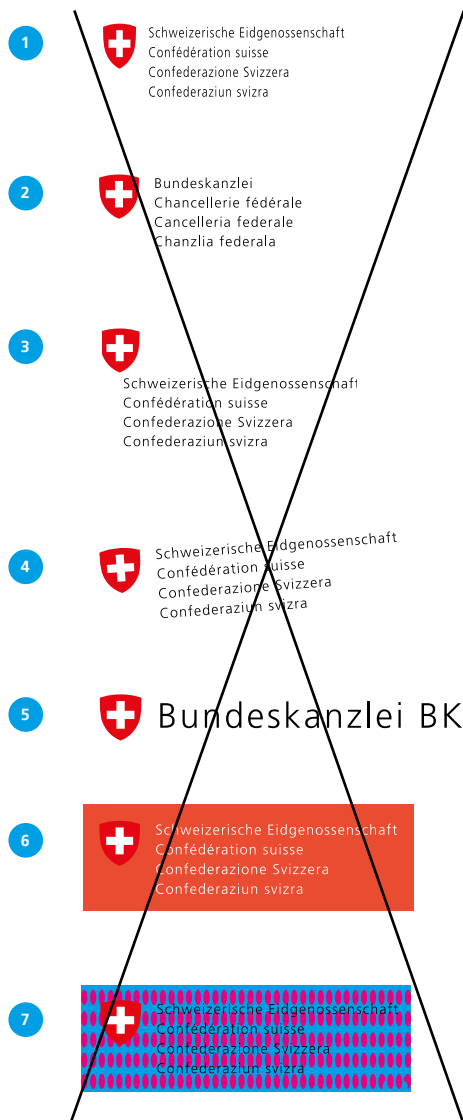 1
Schweizerische Eidgenossenschaft
Confédération suisse
Confederazione Svizzera
Confederaziun svizra
2
Bundeskanzlei
Chancellerie fédérale
Cancelleria federale
Chanzlia federala
3
Schweizerische Eidgenossenschaft
Confédération suisse
Confederazione Svizzera
Confederaziun svizra
4
Schweizerische Eidgenossenschaft
Confédération suisse
Confederazione Svizzera
Confederaziun svizra
5
Bundeskanzlei BK
6
Schweizerische Eidgenossenschaft
Confédération suisse
Confederazione Svizzera
Confederaziun svizra
7
Schweizerische Eidgenossenschaft
Confédération suisse
Confederazione Svizzera
Confederaziun svizra